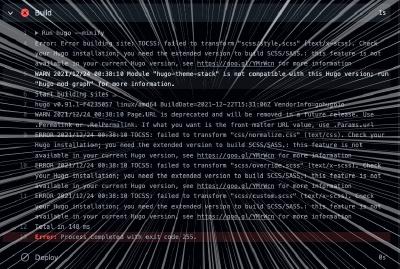 Build
1s
1
Run hugo --minify
Error: Error building site: TOCSS: failed to transform "scss/style.scss" (text/x-scss). Check
your Hugo installation; you need the extended version to build SCSS/SASS.: this feature is not
available in your current Hugo version, see https://goo.gl/YMrWcn for more information
WARN 2021/12/24 00:38:10 Module "hugo-theme-stack" is not compatible with this Hugo version; run
"hugo mod graph" for more information.
Start building sites …
hugo v0.91.1-F4235057 linux/amd64 BuildDate=2021-12-22T15:31:06Z VendorInfo=gohugoio
WARN 2021/12/24 00:38:10 Page.URL is deprecated and will be removed in a future release. Use
.Permalink or .RelPermalink. If what you want is the front matter URL value, use .Params.url
ERROR 2021/12/24 00:38:10 TOCSS: failed to transform "css/normalize.css" (text/css). Check your
Hugo installation; you need the extended version to build SCSS/SASS.: this feature is not
available in your current Hugo version, see https://goo.gl/YMrWcn for more information
10
ERROR 2021/12/24 00:38:10 TOCSS: failed to transform "scss/override.scss" (text/x-scss). Check
your Hugo installation; you need the extended version to build SCSS/SASS.: this feature is not
available in your current Hugo version, see https://goo.gl/YMrWcn for more information
11
ERROR 2021/12/24 00:38:10 TOCSS: failed to transform "scss/custom.scss" (text/x-scss). Check
your Hugo installation; you need the extended version to build SCSS/SASS.: this feature is not
available in your current Hugo version, see https://goo.gl/YMrWcn for more information
12
Total in 148 ms
13
Error: Process completed with exit code 255.
Deploy
0s